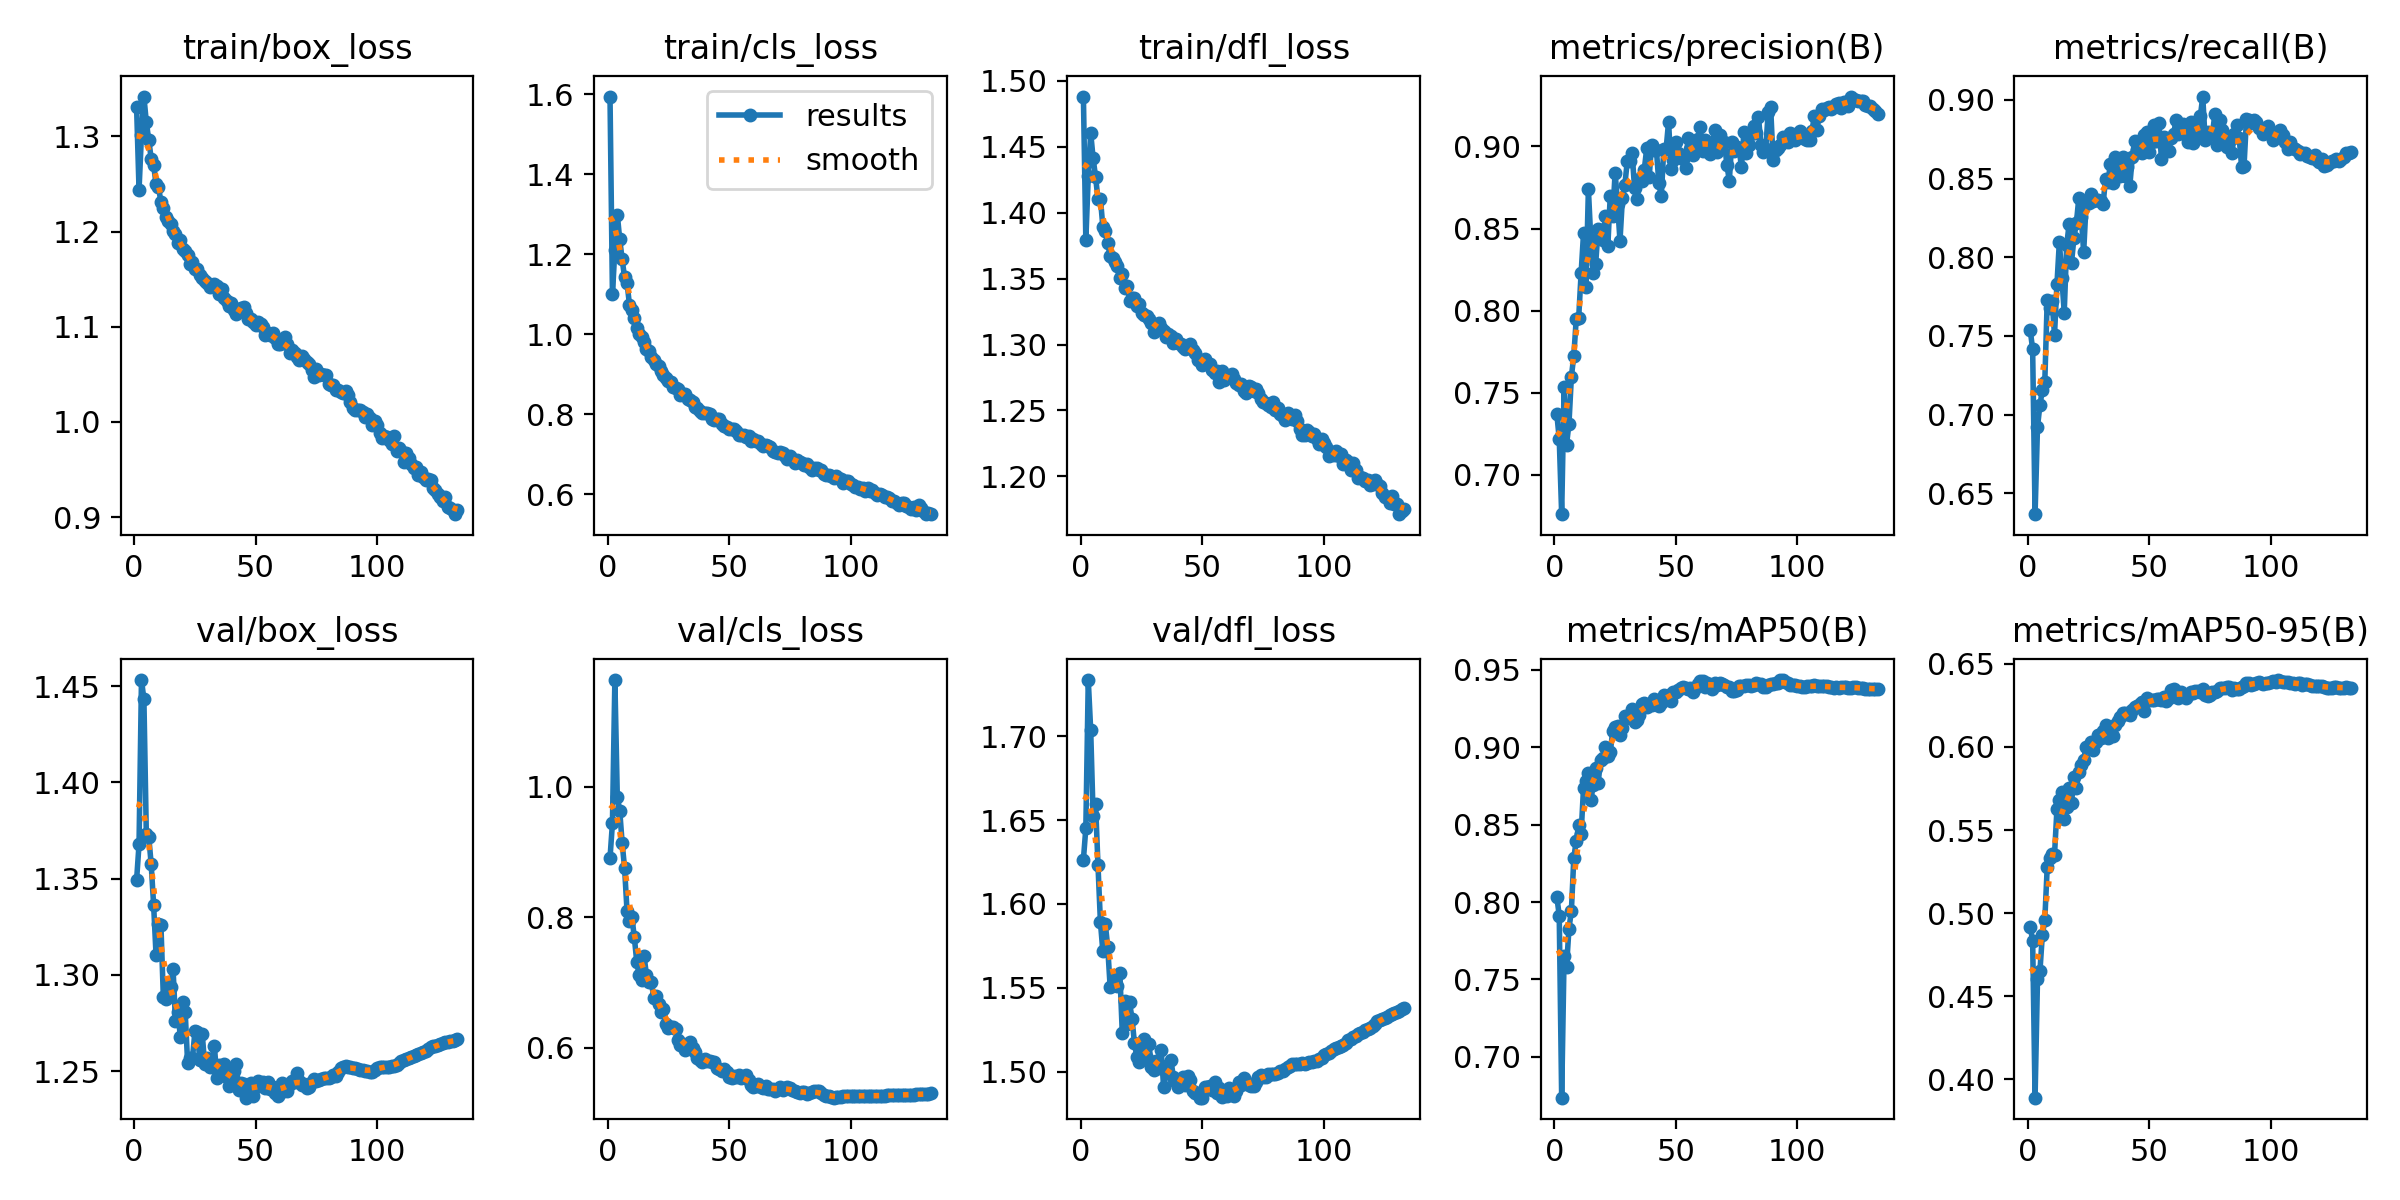 train/box_loss
1.3
1.2
1.1
1.0
0.9
0 50 100
train/cls_loss
results
smooth
1.6
1.4
1.2
1.0
0.8
0.6
0 50 100
train/dfl_loss
1.50
1.45
1.40
1.35
1.30
1.25
1.20
0 50 100
metrics/precision(B)
0.90
0.85
0.80
0.75
0.70
0 50 100
metrics/recall(B)
0.90
0.85
0.80
0.75
0.70
0.65
0 50 100
val/box_loss
1.45
1.40
1.35
1.30
1.25
0 50 100
val/cls_loss
1.0
0.8
0.6
0 50 100
val/dfl_loss
1.70
1.65
1.60
1.55
1.50
0 50 100
metrics/mAP50(B)
0.95
0.90
0.85
0.80
0.75
0.70
0 50 100
metrics/mAP50-95(B)
0.65
0.60
0.55
0.50
0.45
0.40
0 50 100